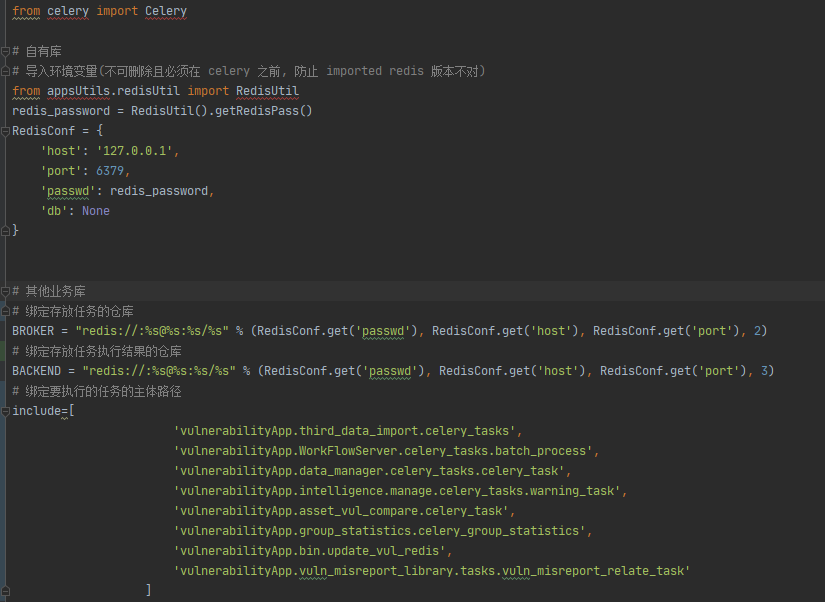 from celery import Celery
# 自有库
# 导入环境变量(不可删除且必须在 celery 之前, 防止 imported redis 版本不对)
from appsUtils.redisUtil import RedisUtil
redis_password = RedisUtil().getRedisPass()
RedisConf = {
    'host': '127.0.0.1',
    'port': 6379,
    'passwd': redis_password,
    'db': None
}
# 其他业务库
# 绑定存放任务的仓库
BROKER = "redis://:%s@%s:%s/%s" % (RedisConf.get('passwd'), RedisConf.get('host'), RedisConf.get('port'), 2)
# 绑定存放任务执行结果的仓库
BACKEND = "redis://:%s@%s:%s/%s" % (RedisConf.get('passwd'), RedisConf.get('host'), RedisConf.get('port'), 3)
# 绑定要执行的任务的主体路径
include=[
                      'vulnerabilityApp.third_data_import.celery_tasks',
                      'vulnerabilityApp.WorkFlowServer.celery_tasks.batch_process',
                      'vulnerabilityApp.data_manager.celery_tasks.celery_task',
                      'vulnerabilityApp.intelligence.manage.celery_tasks.warning_task',
                      'vulnerabilityApp.asset_vul_compare.celery_task',
                      'vulnerabilityApp.group_statistics.celery_group_statistics',
                      'vulnerabilityApp.bin.update_vul_redis',
                      'vulnerabilityApp.vuln_misreport_library.tasks.vuln_misreport_relate_task'
                  ]